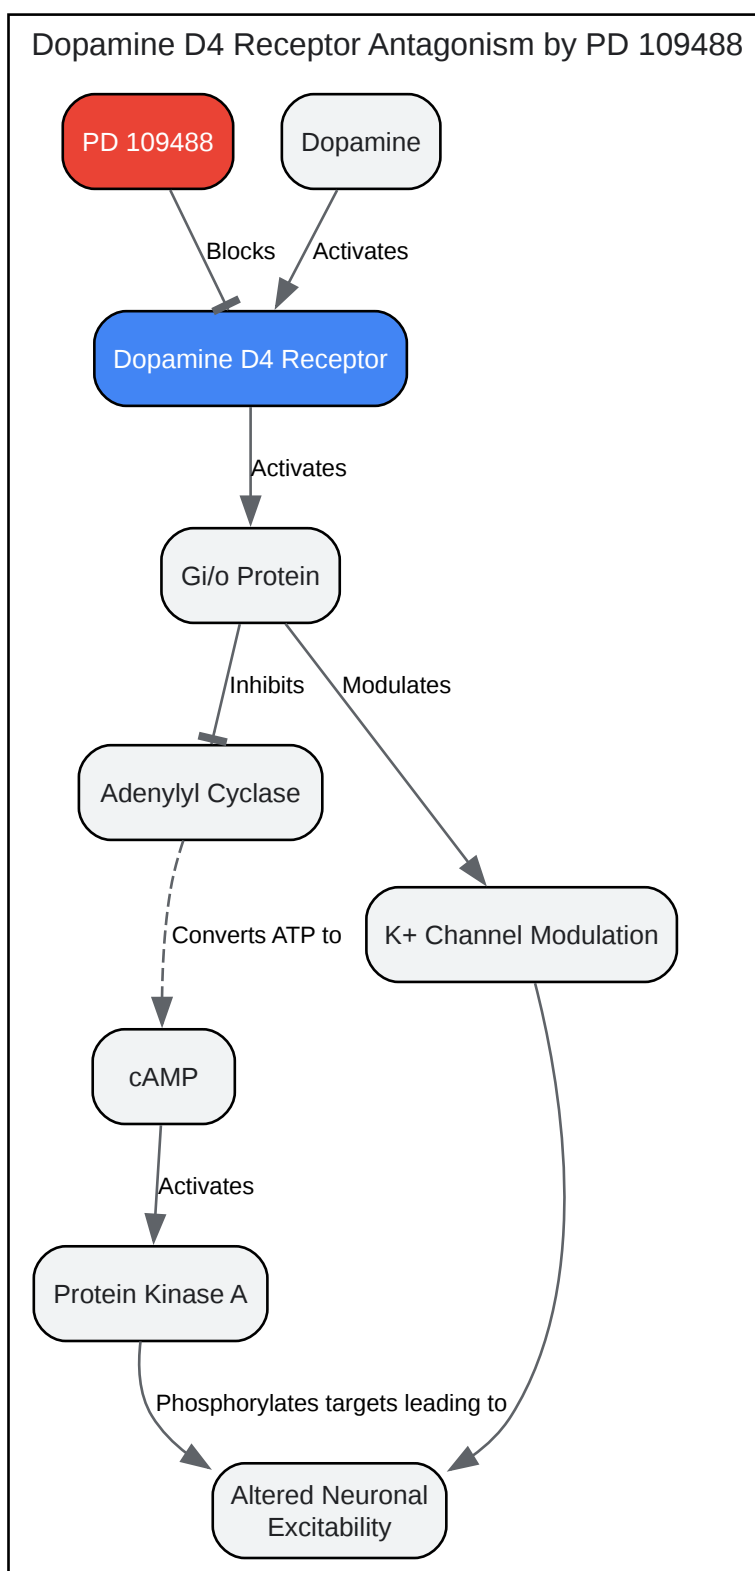 Dopamine D4 Receptor Antagonism by PD 109488
PD 109488
Dopamine
Blocks
Activates
Dopamine D4 Receptor
Activates
Gi/o Protein
Inhibits
Modulates
Adenylyl Cyclase
Converts ATP to
K+ Channel Modulation
cAMP
Activates
Protein Kinase A
Phosphorylates targets leading to
Altered Neuronal
Excitability